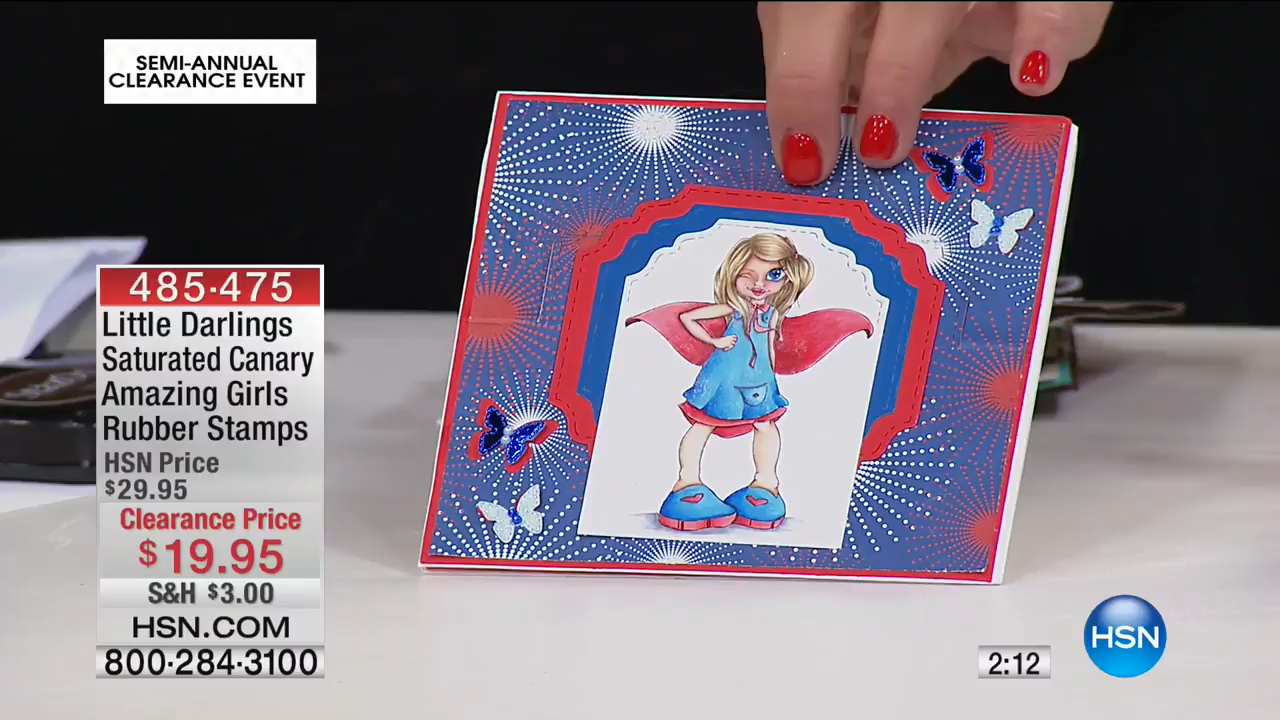 SEMI-ANNUAL
CLEARANCE EVENT
485·475
Little Darlings
Saturated Canary
Amazing Girls
Rubber Stamps
HSN Price
$29.95
Clearance Price
$19.95
S&H $3.00
HSN.COM
800·284·3100
2:12
HSN